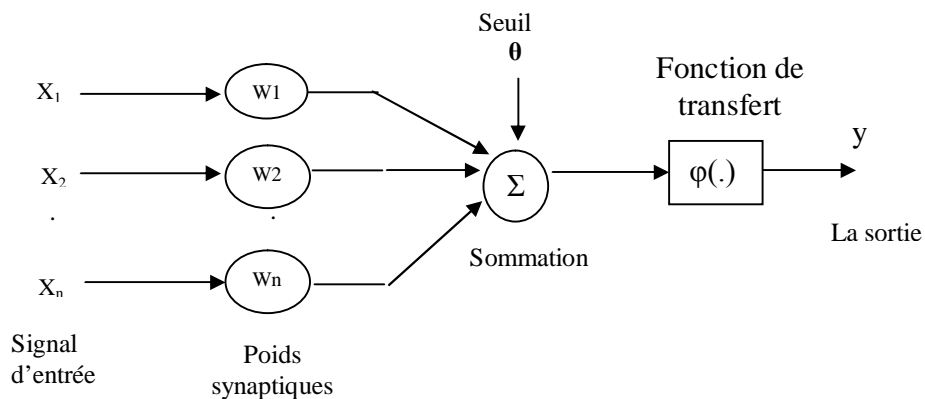 Seuil
θ
Fonction de
transfert
X1
W1
y
X2
W2
Σ
φ(.)
.
.
La sortie
Sommation
Xn
Wn
Signal
d’entrée
Poids
synaptiques